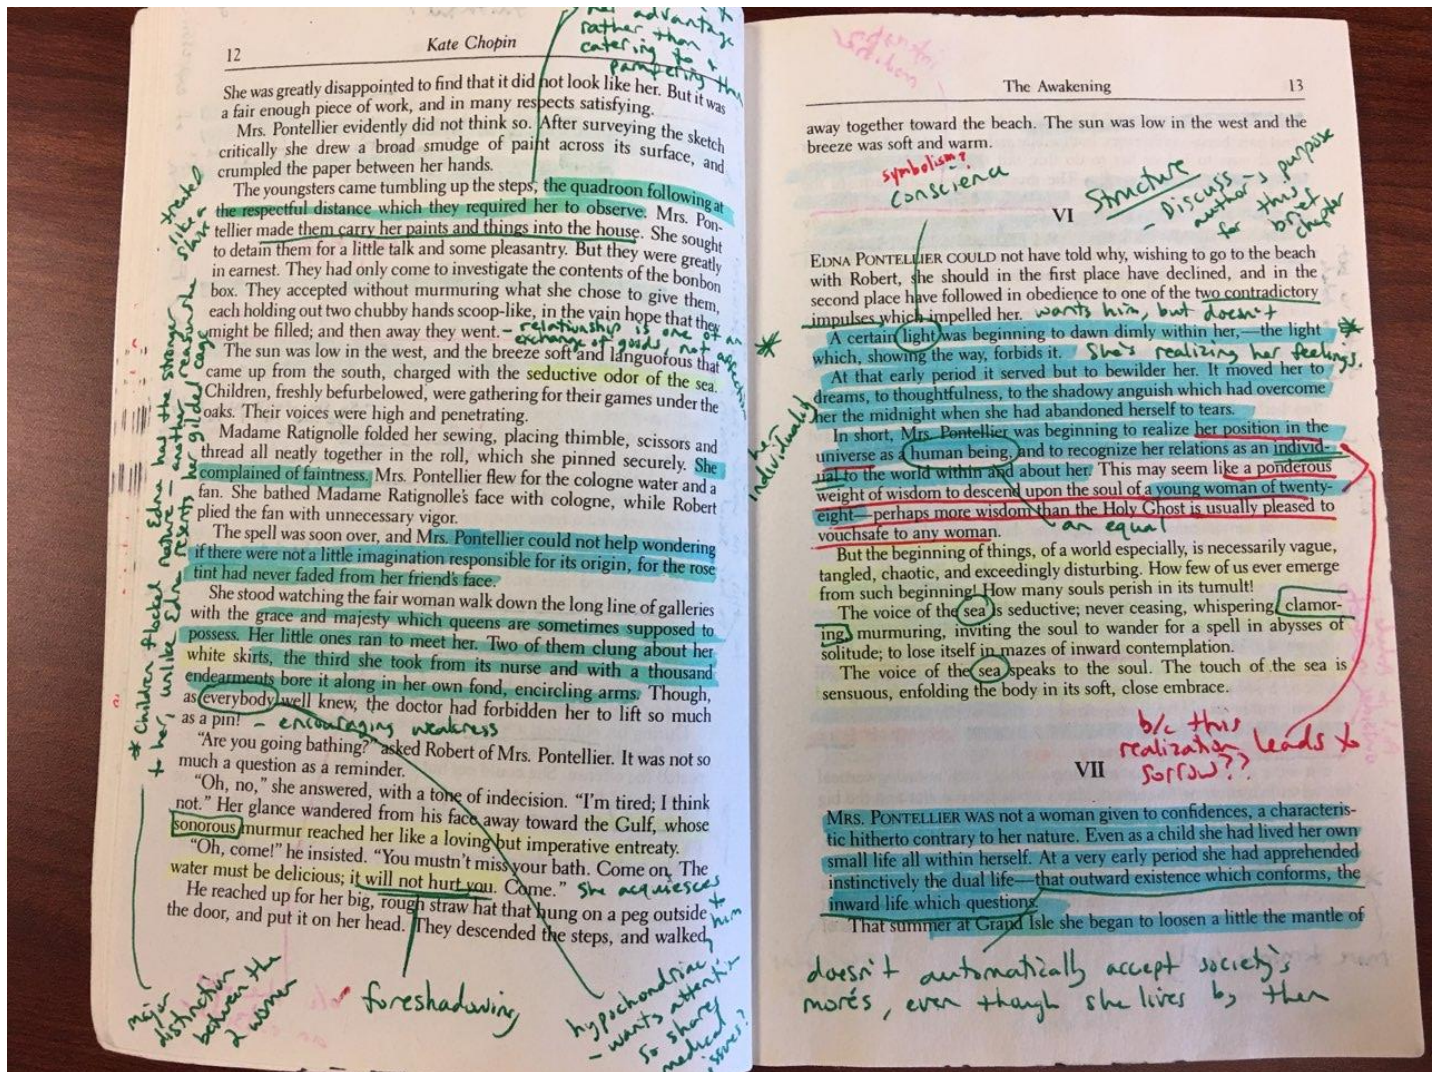 her advantage
rather than
catering to &
pampering them
12
Kate Chopin
She was greatly disappointed to find that it did not look like her. But it was
a fair enough piece of work, and in many respects satisfying.
Mrs. Pontellier evidently did not think so. After surveying the sketch
critically she drew a broad smudge of paint across its surface, and
crumpled the paper between her hands.
The youngsters came tumbling up the steps, the quadroon following at
the respectful distance which they required her to observe. Mrs. Pon-
tellier made them carry her paints and things into the house. She sought
to detain them for a little talk and some pleasantry. But they were greatly
in earnest. They had only come to investigate the contents of the bonbon
box. They accepted without murmuring what she chose to give them,
each holding out two chubby hands scoop-like, in the vain hope that they
might be filled; and then away they went.
- relationship is one of an
exchange of goods, not affection
The sun was low in the west, and the breeze soft and languorous that
came up from the south, charged with the seductive odor of the sea.
Children, freshly befurbelowed, were gathering for their games under the
oaks. Their voices were high and penetrating.
Madame Ratignolle folded her sewing, placing thimble, scissors and
thread all neatly together in the roll, which she pinned securely. She
complained of faintness. Mrs. Pontellier flew for the cologne water and a
fan. She bathed Madame Ratignolle's face with cologne, while Robert
plied the fan with unnecessary vigor.
The spell was soon over, and Mrs. Pontellier could not help wondering
if there were not a little imagination responsible for its origin, for the rose
tint had never faded from her friend's face.
She stood watching the fair woman walk down the long line of galleries
with the grace and majesty which queens are sometimes supposed to
possess. Her little ones ran to meet her. Two of them clung about her
white skirts, the third she took from its nurse and with a thousand
endearments bore it along in her own fond, encircling arms. Though,
as everybody well knew, the doctor had forbidden her to lift so much
as a pin!
- encouraging weakness
"Are you going bathing?" asked Robert of Mrs. Pontellier. It was not so
much a question as a reminder.
"Oh, no," she answered, with a tone of indecision. "I'm tired; I think
not." Her glance wandered from his face away toward the Gulf, whose
sonorous murmur reached her like a loving but imperative entreaty.
"Oh, come!" he insisted. "You mustn't miss your bath. Come on. The
water must be delicious; it will not hurt you. Come."
She acquiesces
to
him
He reached up for her big, rough straw hat that hung on a peg outside
the door, and put it on her head. They descended the steps, and walked
* Children flocked
to her, unlike Edna
nature - another
reason she
resents her gilded cage
Edna has the stronger
treated
like a
major
distinction
between the
2 women
foreshadowing
hypochondriac
- wants attention
so shares
medical
issues?
The Awakening
13
away together toward the beach. The sun was low in the west and the
breeze was soft and warm.
symbolism?
conscience
Structure
- Discuss
author's purpose
for this
brief
chapter
VI
EDNA PONTELLIER COULD not have told why, wishing to go to the beach
with Robert, she should in the first place have declined, and in the
second place have followed in obedience to one of the two contradictory
impulses which impelled her.
wants him, but doesn't
A certain light was beginning to dawn dimly within her,—the light
which, showing the way, forbids it.
She's realizing her feelings.
At that early period it served but to bewilder her. It moved her to
dreams, to thoughtfulness, to the shadowy anguish which had overcome
her the midnight when she had abandoned herself to tears.
In short, Mrs. Pontellier was beginning to realize her position in the
universe as a human being, and to recognize her relations as an individ-
ual to the world within and about her. This may seem like a ponderous
weight of wisdom to descend upon the soul of a young woman of twenty-
eight—perhaps more wisdom than the Holy Ghost is usually pleased to
vouchsafe to any woman.
an equal
her
individuality
But the beginning of things, of a world especially, is necessarily vague,
tangled, chaotic, and exceedingly disturbing. How few of us ever emerge
from such beginning! How many souls perish in its tumult!
The voice of the sea is seductive; never ceasing, whispering, clamor-
ing, murmuring, inviting the soul to wander for a spell in abysses of
solitude; to lose itself in mazes of inward contemplation.
The voice of the sea speaks to the soul. The touch of the sea is
sensuous, enfolding the body in its soft, close embrace.
b/c this
realization leads to
sorrow??
VII
MRS. PONTELLIER WAS not a woman given to confidences, a characteris-
tic hitherto contrary to her nature. Even as a child she had lived her own
small life all within herself. At a very early period she had apprehended
instinctively the dual life—that outward existence which conforms, the
inward life which questions.
That summer at Grand Isle she began to loosen a little the mantle of
doesn't automatically accept society's
morés, even though she lives by them